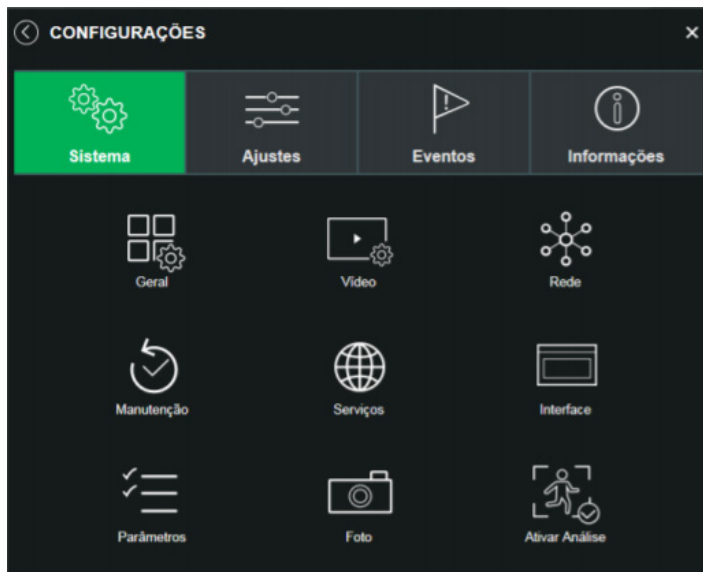 CONFIGURAÇÕES
Sistema Ajustes Eventos Informações
Geral Vídeo Rede
Manutenção Serviços Interface
Parâmetros Foto Ativar Análise